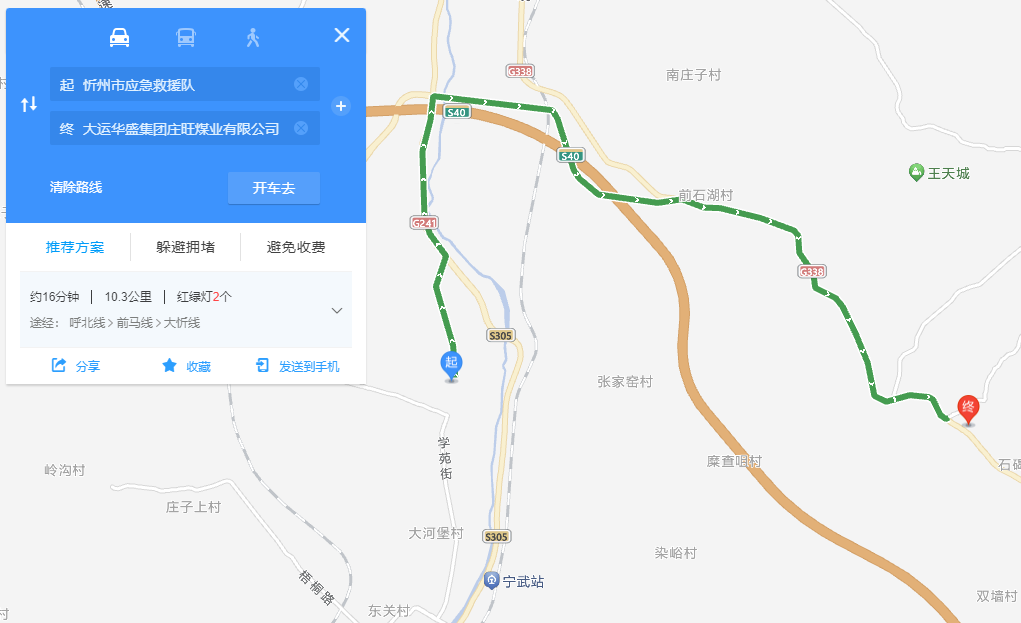 起 忻州市应急救援队
终 大运华盛集团庄旺煤业有限公司
清除路线
开车去
推荐方案
躲避拥堵
避免收费
约16分钟 | 10.3公里 | 红绿灯2个
途经: 呼北线>前马线>大忻线
分享
收藏
发送到手机
G338
南庄子村
S40
S40
王天城
前石湖村
G241
G338
S305
起
张家窑村
终
学苑街
糜查咀村
岭沟村
石碣
庄子上村
大河堡村
S305
染峪村
宁武站
梧桐路
东关村
双墙村
村